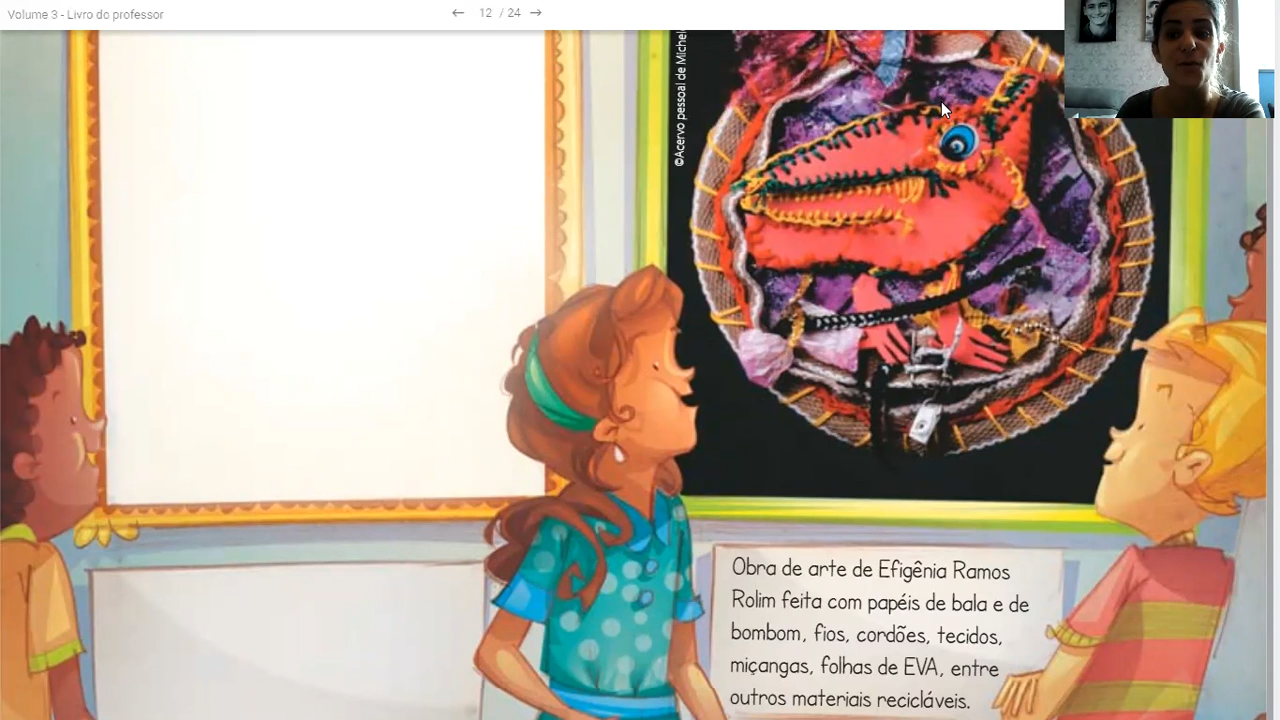 Volume 3 - Livro do professor
← 12 / 24 →
©Acervo pessoal de
Obra de arte de Efigênia Ramos
Rolim feita com papéis de bala e de
bombom, fios, cordões, tecidos,
miçangas, folhas de EVA, entre
outros materiais recicláveis.